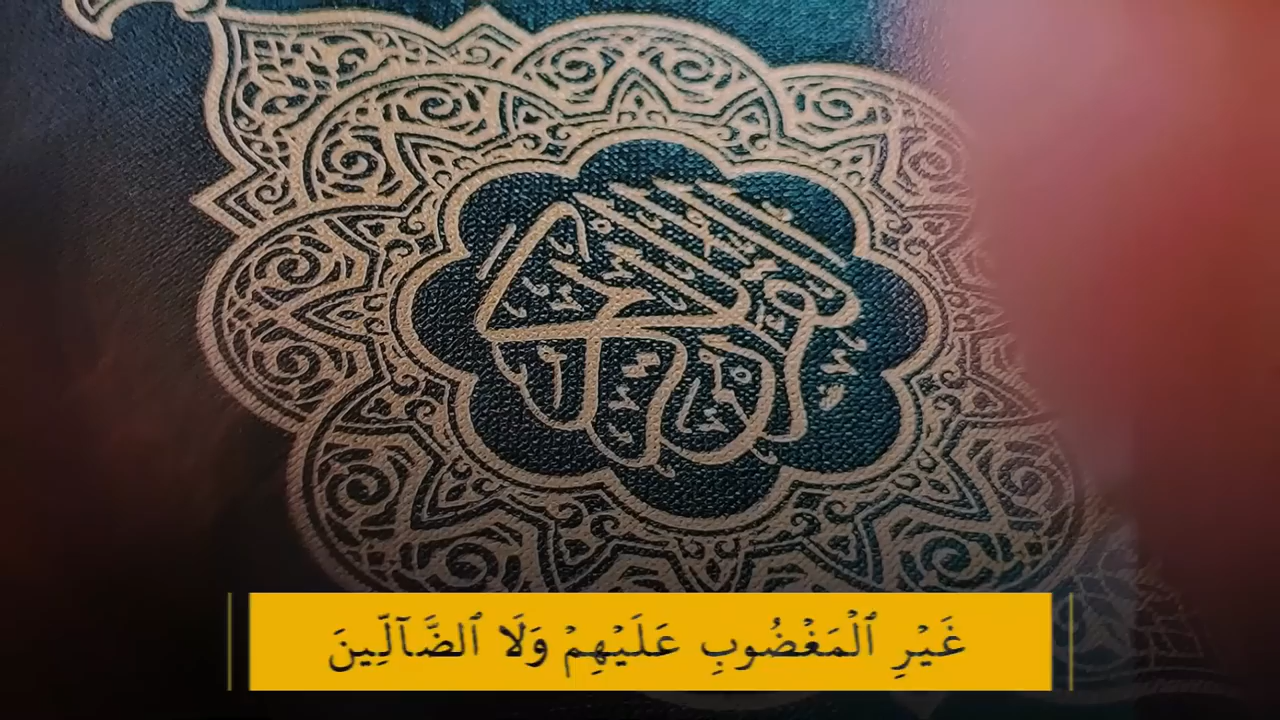 غَيْرِ ٱلْمَغْضُوبِ عَلَيْهِمْ وَلَا ٱلضَّآلِّينَ